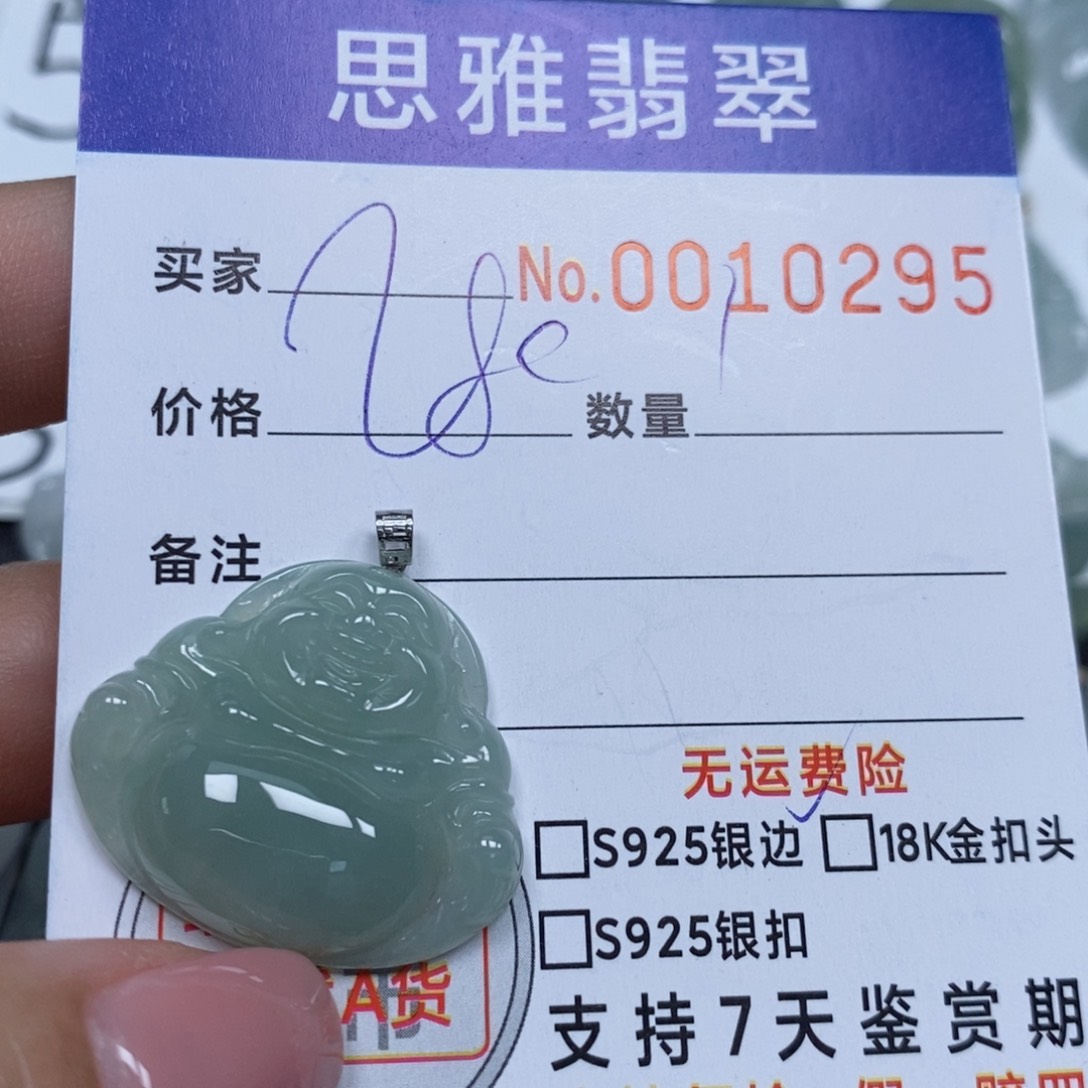 思雅翡翠
买家 No.0010295
价格 数量
备注
无运费险
□S925银边 □18K金扣头
□S925银扣
A货
支持7天鉴赏期